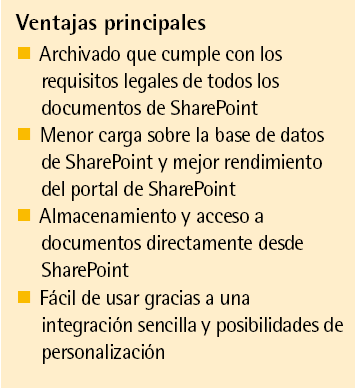 Ventajas principales
Archivado que cumple con los
requisitos legales de todos los
documentos de SharePoint
Menor carga sobre la base de datos
de SharePoint y mejor rendimiento
del portal de SharePoint
Almacenamiento y acceso a
documentos directamente desde
SharePoint
Fácil de usar gracias a una
integración sencilla y posibilidades de
personalización